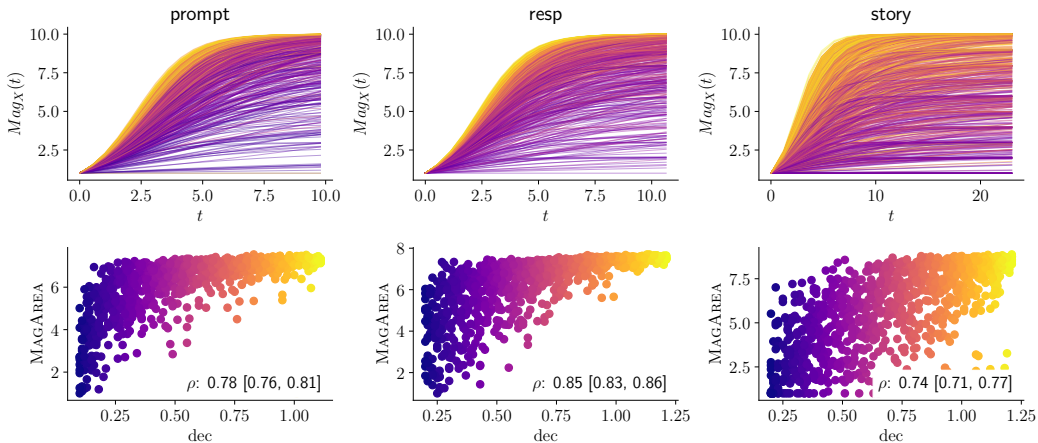 prompt
resp
story
10.0
7.5
5.0
2.5
Mag_X(t)
0.0 2.5 5.0 7.5 10.0
t
10.0
7.5
5.0
2.5
Mag_X(t)
0.0 2.5 5.0 7.5 10.0
t
10.0
7.5
5.0
2.5
Mag_X(t)
0 10 20
t
6
4
2
MAGAREA
ρ: 0.78 [0.76, 0.81]
0.25 0.50 0.75 1.00
dec
8
6
4
2
MAGAREA
ρ: 0.85 [0.83, 0.86]
0.25 0.50 0.75 1.00 1.25
dec
7.5
5.0
2.5
MAGAREA
ρ: 0.74 [0.71, 0.77]
0.25 0.50 0.75 1.00 1.25
dec